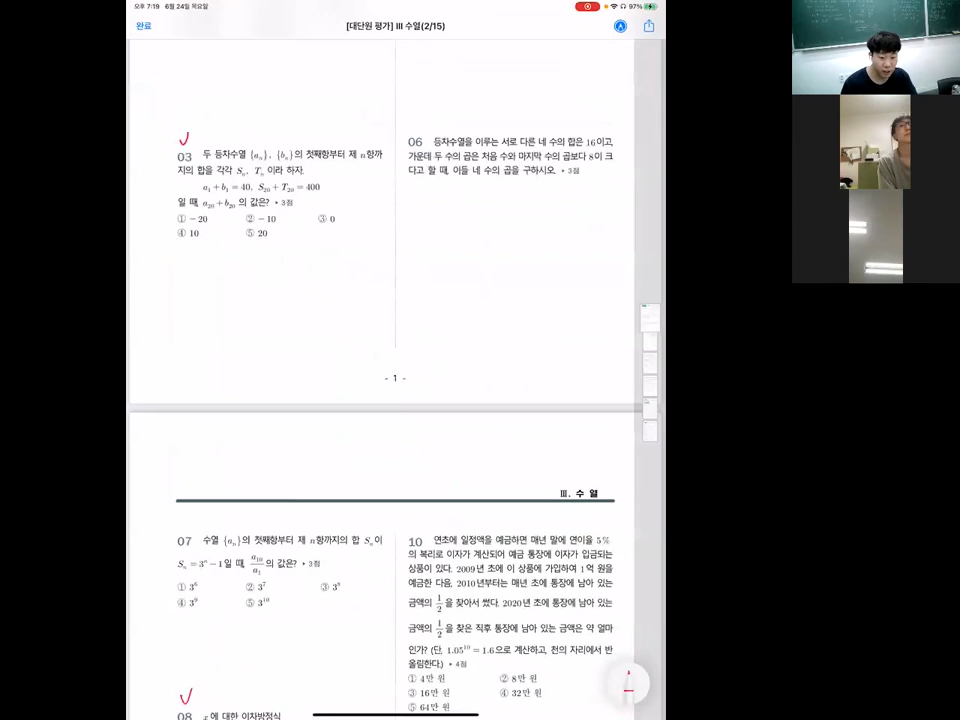 오후 7:19 6월 24일 목요일
97%
완료
[대단원 평가] III 수열(2/15)
03 두 등차수열 {aₙ}, {bₙ}의 첫째항부터 제 n항까
지의 합을 각각 Sₙ, Tₙ이라 하자.
a₁+b₁=40, S₂₀+T₂₀=400
일 때, a₂₀+b₂₀의 값은? ▸3점
① −20 ② −10 ③ 0
④ 10 ⑤ 20
06 등차수열을 이루는 서로 다른 네 수의 합은 16이고,
가운데 두 수의 곱은 처음 수와 마지막 수의 곱보다 8이 크
다고 할 때, 이들 네 수의 곱을 구하시오. ▸3점
- 1 -
Ⅲ. 수 열
07 수열 {aₙ}의 첫째항부터 제 n항까지의 합 Sₙ이
Sₙ=3ⁿ−1일 때, a₁₀/a₁의 값은? ▸3점
① 3⁶ ② 3⁷ ③ 3⁸
④ 3⁹ ⑤ 3¹⁰
08 x에 대한 이차방정식
10 연초에 일정액을 예금하면 매년 말에 연이율 5%
의 복리로 이자가 계산되어 예금 통장에 이자가 입금되는
상품이 있다. 2009년 초에 이 상품에 가입하여 1억 원을
예금한 다음, 2010년부터는 매년 초에 통장에 남아 있는
금액의 1/2을 찾아서 썼다. 2020년 초에 통장에 남아 있는
금액의 1/2을 찾은 직후 통장에 남아 있는 금액은 약 얼마
인가? (단, 1.05¹⁰=1.6으로 계산하고, 천의 자리에서 반
올림한다.) ▸4점
① 4만 원 ② 8만 원
③ 16만 원 ④ 32만 원
⑤ 64만 원